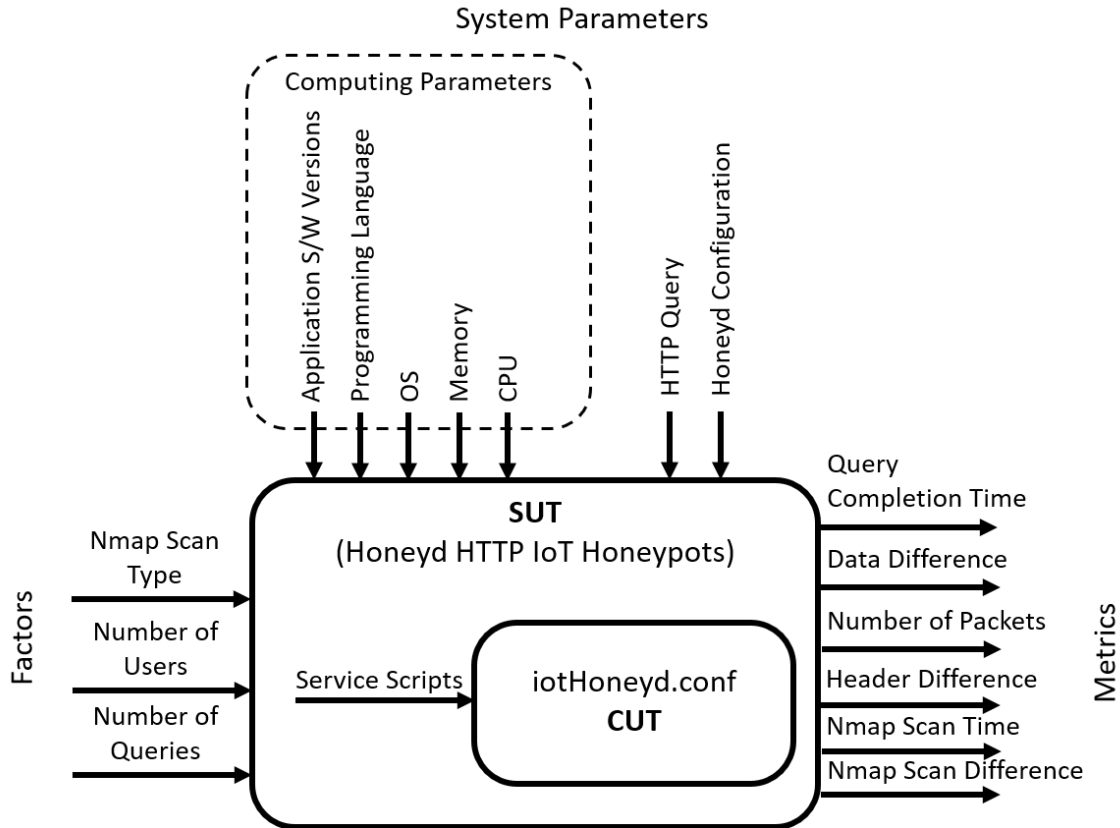 System Parameters
Computing Parameters
Application S/W Versions
Programming Language
OS
Memory
CPU
HTTP Query
Honeyd Configuration
Factors
Nmap Scan
Type
Number of
Users
Number of
Queries
SUT
(Honeyd HTTP IoT Honeypots)
Service Scripts
iotHoneyd.conf
CUT
Query
Completion Time
Data Difference
Number of Packets
Header Difference
Nmap Scan Time
Nmap Scan Difference
Metrics